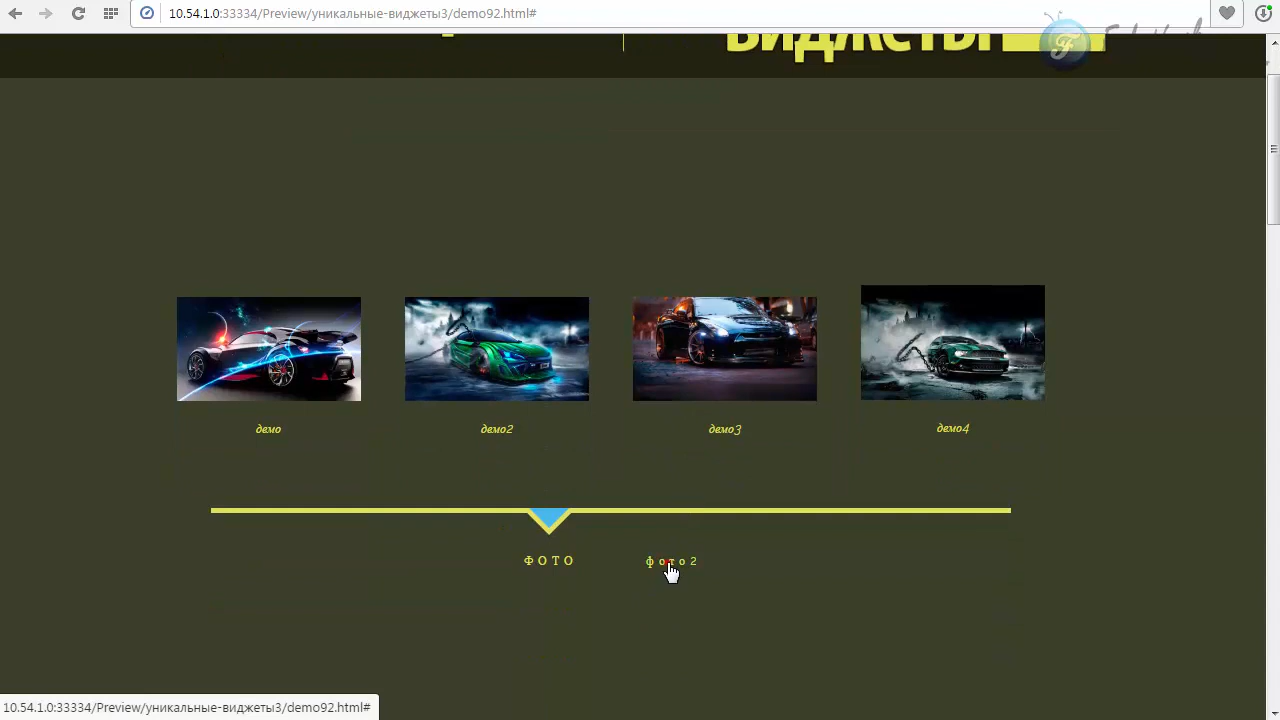 10.54.1.0:33334/Preview/уникальные-виджеты3/demo92.html#
ВИДЖЕТЫ
демо
демо2
демо3
демо4
ФОТО
фото2
10.54.1.0:33334/Preview/уникальные-виджеты3/demo92.html#